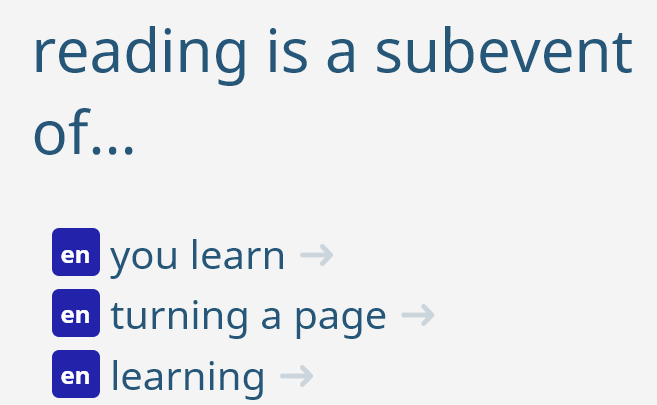 reading is a subevent
of...
en you learn →
en turning a page →
en learning →